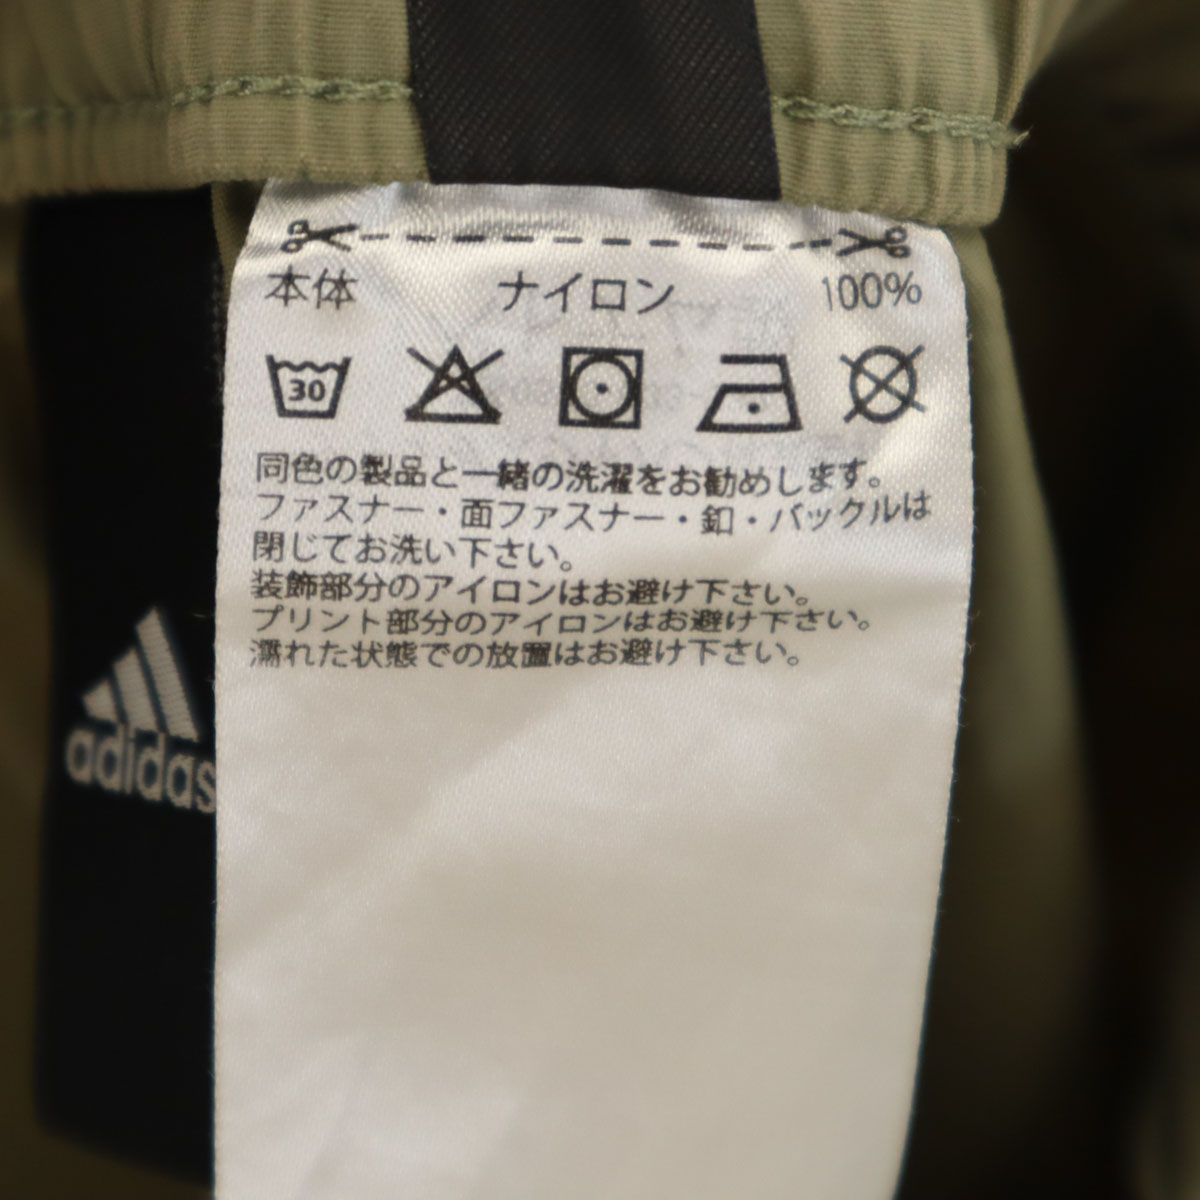 本体 ナイロン 100%
30
同色の製品と一緒の洗濯をお勧めします。
ファスナー・面ファスナー・釦・バックルは
閉じてお洗い下さい。
装飾部分のアイロンはお避け下さい。
プリント部分のアイロンはお避け下さい。
濡れた状態での放置はお避け下さい。
adidas